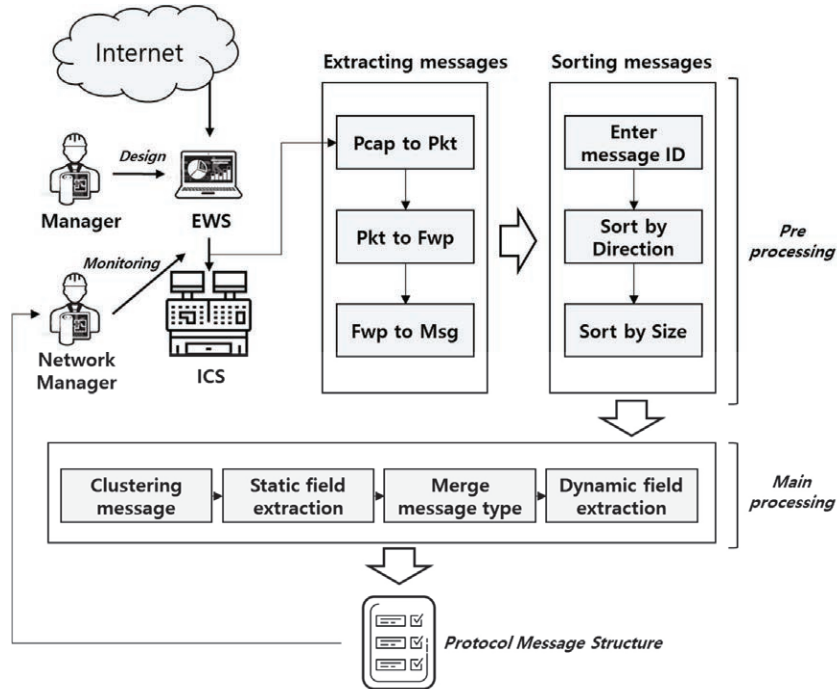 Internet
Extracting messages
Sorting messages
Pcap to Pkt
Enter
message ID
Design
Manager
EWS
Pkt to Fwp
Sort by
Direction
Pre
processing
Monitoring
Fwp to Msg
Sort by Size
Network
Manager
ICS
Clustering
message
Static field
extraction
Merge
message type
Dynamic field
extraction
Main
processing
Protocol Message Structure